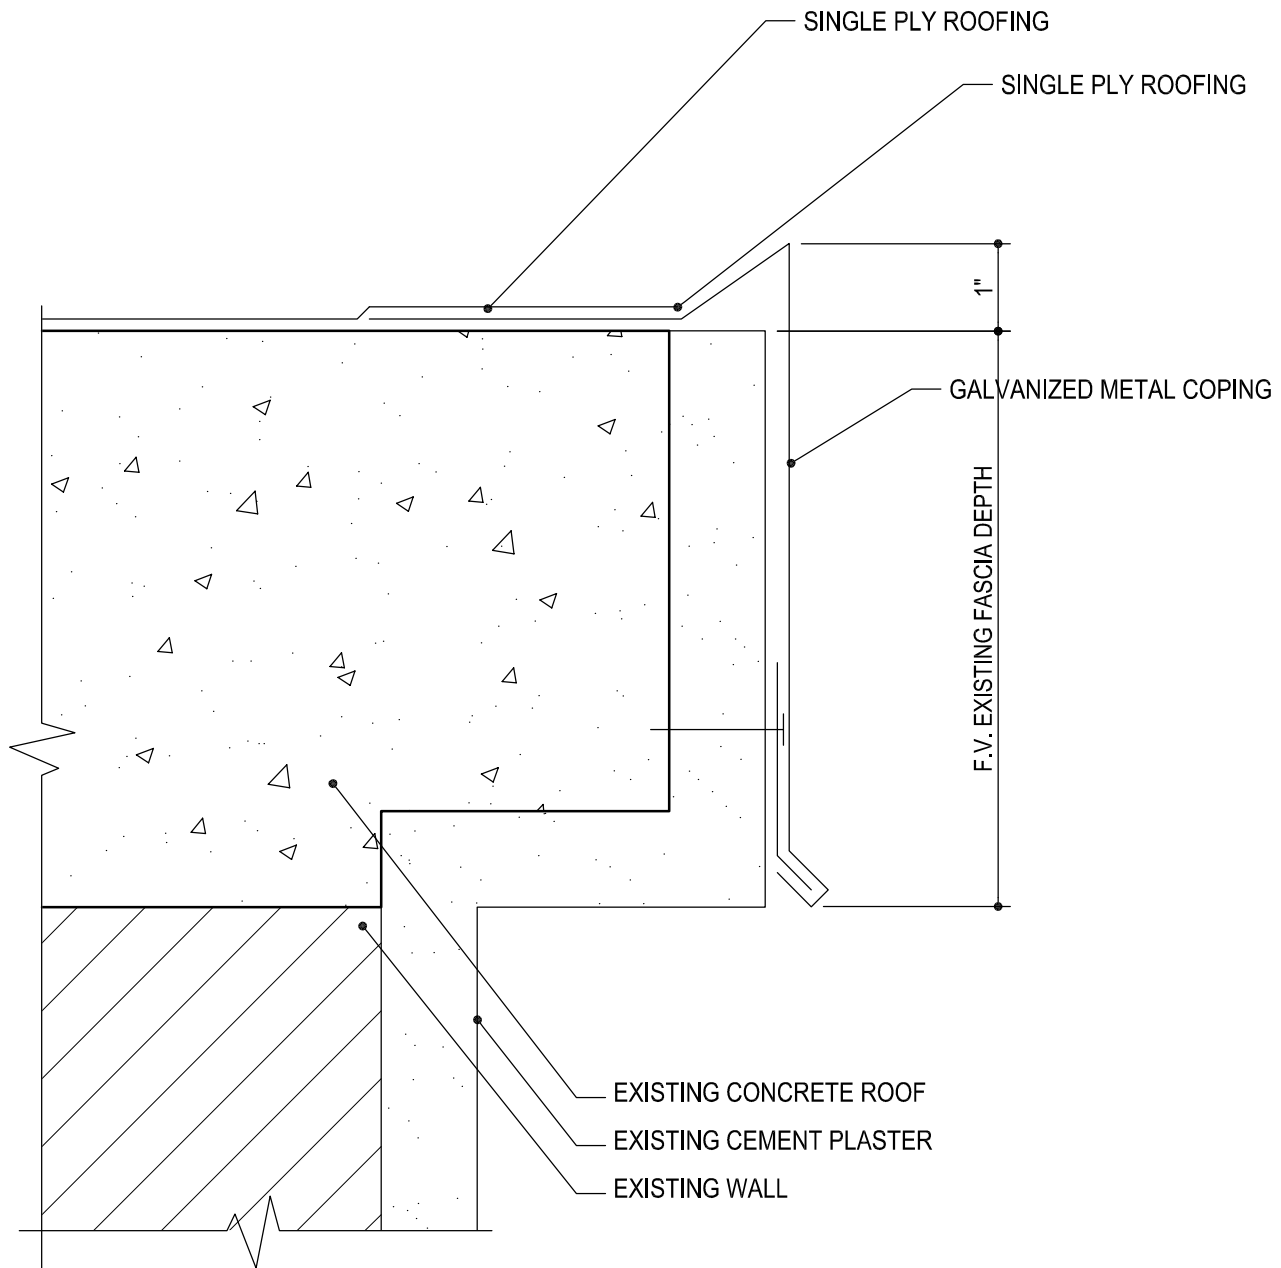 SINGLE PLY ROOFING
SINGLE PLY ROOFING
1"
GALVANIZED METAL COPING
F.V. EXISTING FASCIA DEPTH
EXISTING CONCRETE ROOF
EXISTING CEMENT PLASTER
EXISTING WALL